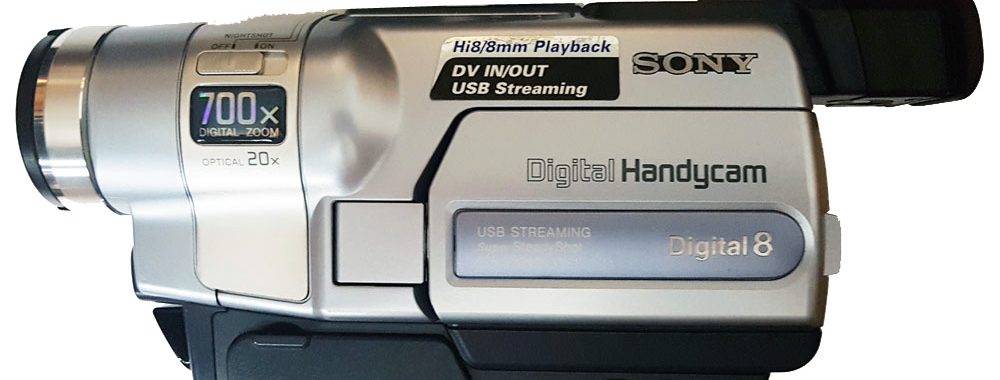 NIGHTSHOT
OFF ON
700x
DIGITAL ZOOM
OPTICAL 20x
Hi8/8mm Playback
DV IN/OUT
USB Streaming
SONY
Digital Handycam
USB STREAMING
Super SteadyShot
Digital 8